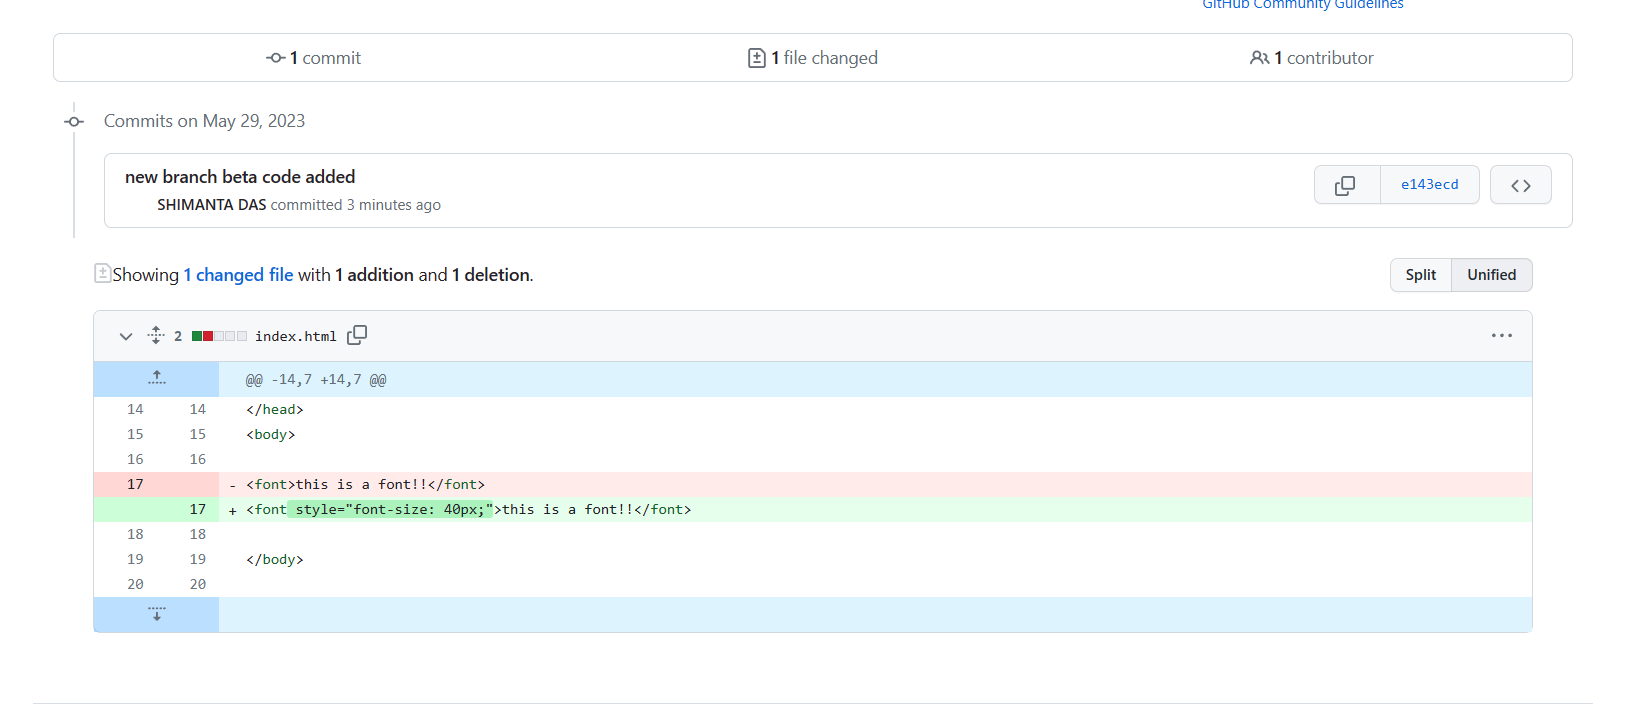 GitHub Community Guidelines
1 commit
1 file changed
1 contributor
Commits on May 29, 2023
new branch beta code added
e143ecd
SHIMANTA DAS committed 3 minutes ago
Showing 1 changed file with 1 addition and 1 deletion.
Split
Unified
2 index.html
@@ -14,7 +14,7 @@
14 14 </head>
15 15 <body>
16 16
17 - <font>this is a font!!</font>
17 + <font style="font-size: 40px;">this is a font!!</font>
18 18
19 19 </body>
20 20